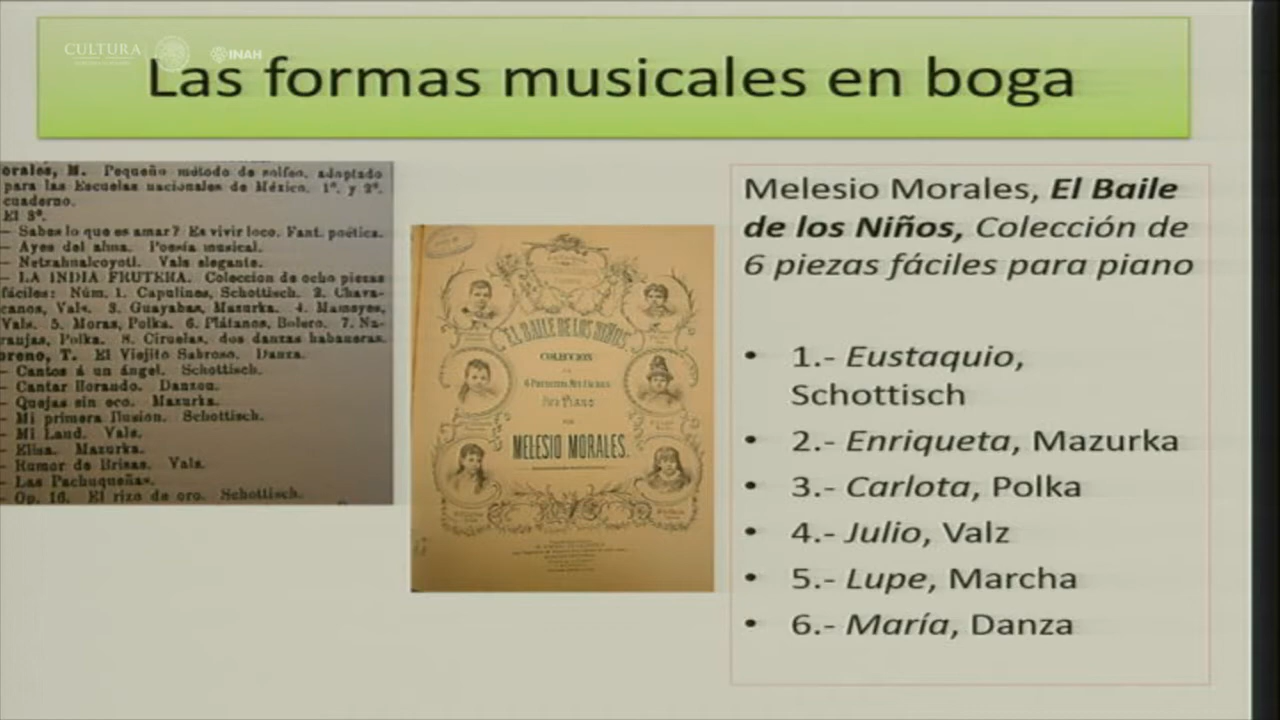 CULTURA
INAH
Las formas musicales en boga
orales, M. Pequeño método de solfeo, adaptado
para las Escuelas nacionales de México. 1º. y 2º.
cuaderno.
El 3º.
— Sabes lo que es amar? Es vivir loco. Fant. poética.
— Ayes del alma. Poesía musical.
— Netzahualcoyotl. Vals elegante.
— LA INDIA FRUTERA. Coleccion de ocho piezas
fáciles: Núm. 1. Capulines, Schottisch. 2. Chava-
canos, Vals. 3. Guayabas, Mazurka. 4. Mameyes,
Vals. 5. Moras, Polka. 6. Plátanos, Bolero. 7. Na-
ranjas, Polka. 8. Ciruelas, dos danzas habaneras.
oreno, T. El Viejito Sabroso. Danza.
— Cantos á un ángel. Schottisch.
— Cantar llorando. Danzon.
— Quejas sin eco. Mazurka.
— Mi primera ilusion. Schottisch.
— Mi Laud. Vals.
— Elisa. Mazurka.
— Rumor de Brisas. Vals.
— Las Pachuqueñas.
— Op. 16. El rizo de oro. Schottisch.
EL BAILE DE LOS NIÑOS.
COLECCION
PARA PIANO
POR
MELESIO MORALES.
Melesio Morales, El Baile
de los Niños, Colección de
6 piezas fáciles para piano
• 1.- Eustaquio,
Schottisch
• 2.- Enriqueta, Mazurka
• 3.- Carlota, Polka
• 4.- Julio, Valz
• 5.- Lupe, Marcha
• 6.- María, Danza